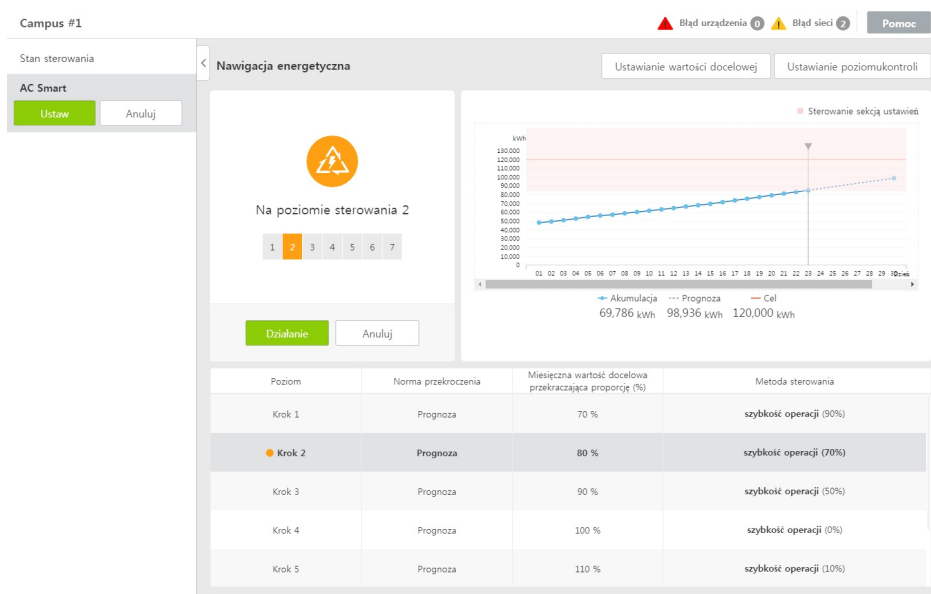 Campus #1
Błąd urządzenia 0 Błąd sieci 2 Pomoc
Stan sterowania
AC Smart
Ustaw Anuluj
< Nawigacja energetyczna
Ustawianie wartości docelowej Ustawianie poziomukontroli
Na poziomie sterowania 2
1 2 3 4 5 6 7
Działanie Anuluj
Sterowanie sekcją ustawień
kWh
130,000
120,000
110,000
100,000
90,000
80,000
70,000
60,000
50,000
40,000
30,000
20,000
10,000
0
01 02 03 04 05 06 07 08 09 10 11 12 13 14 15 16 17 18 19 20 21 22 23 24 25 26 27 28 29 30 Dzień
Akumulacja Prognoza Cel
69,786 kWh 98,936 kWh 120,000 kWh
Poziom Norma przekroczenia Miesięczna wartość docelowa
przekraczająca proporcję (%) Metoda sterowania
Krok 1 Prognoza 70 % szybkość operacji (90%)
Krok 2 Prognoza 80 % szybkość operacji (70%)
Krok 3 Prognoza 90 % szybkość operacji (50%)
Krok 4 Prognoza 100 % szybkość operacji (0%)
Krok 5 Prognoza 110 % szybkość operacji (10%)